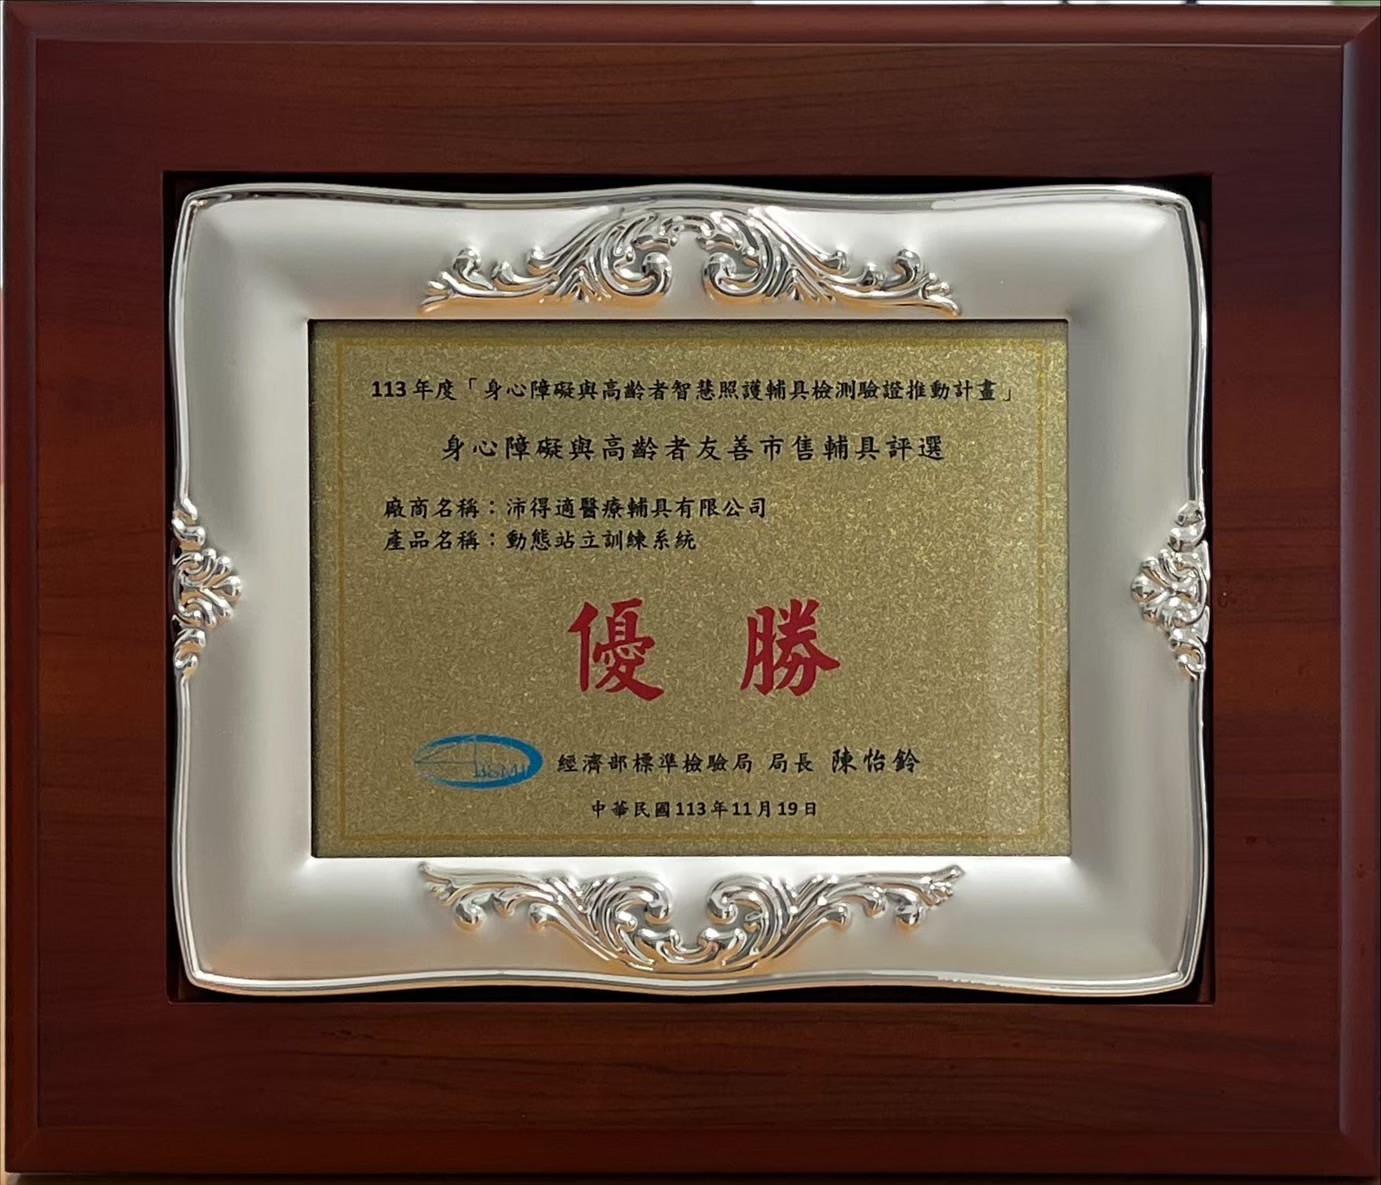 113年度「身心障礙與高齡者智慧照護輔具檢測驗證推動計畫」
身心障礙與高齡者友善市售輔具評選
廠商名稱：沛得適醫療輔具有限公司
產品名稱：動態站立訓練系統
優勝
BSMI
經濟部標準檢驗局 局長 陳怡鈴
中華民國113年11月19日